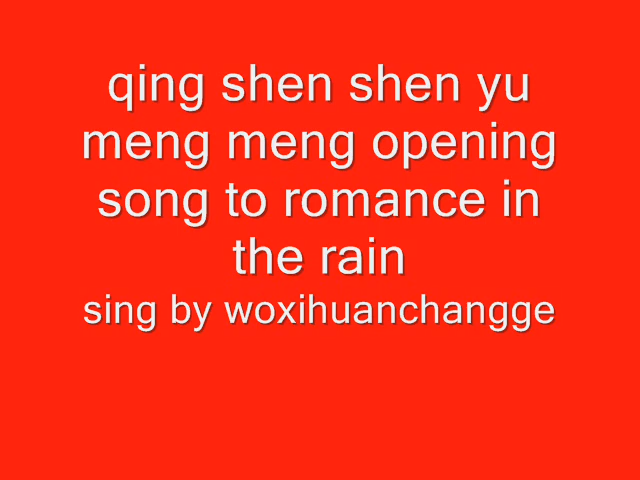 qing shen shen yu
meng meng opening
song to romance in
the rain
sing by woxihuanchangge